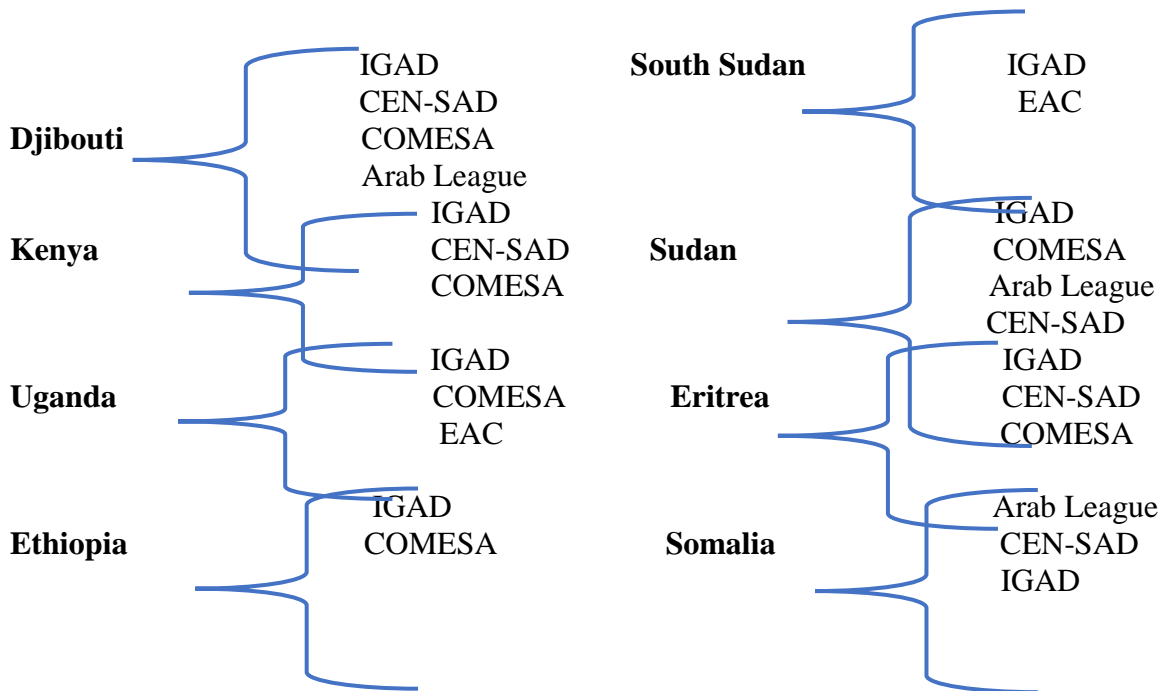 Djibouti
IGAD
CEN-SAD
COMESA
Arab League
Kenya
IGAD
CEN-SAD
COMESA
Uganda
IGAD
COMESA
EAC
Ethiopia
IGAD
COMESA
South Sudan
IGAD
EAC
Sudan
IGAD
COMESA
Arab League
CEN-SAD
Eritrea
IGAD
CEN-SAD
COMESA
Somalia
Arab League
CEN-SAD
IGAD